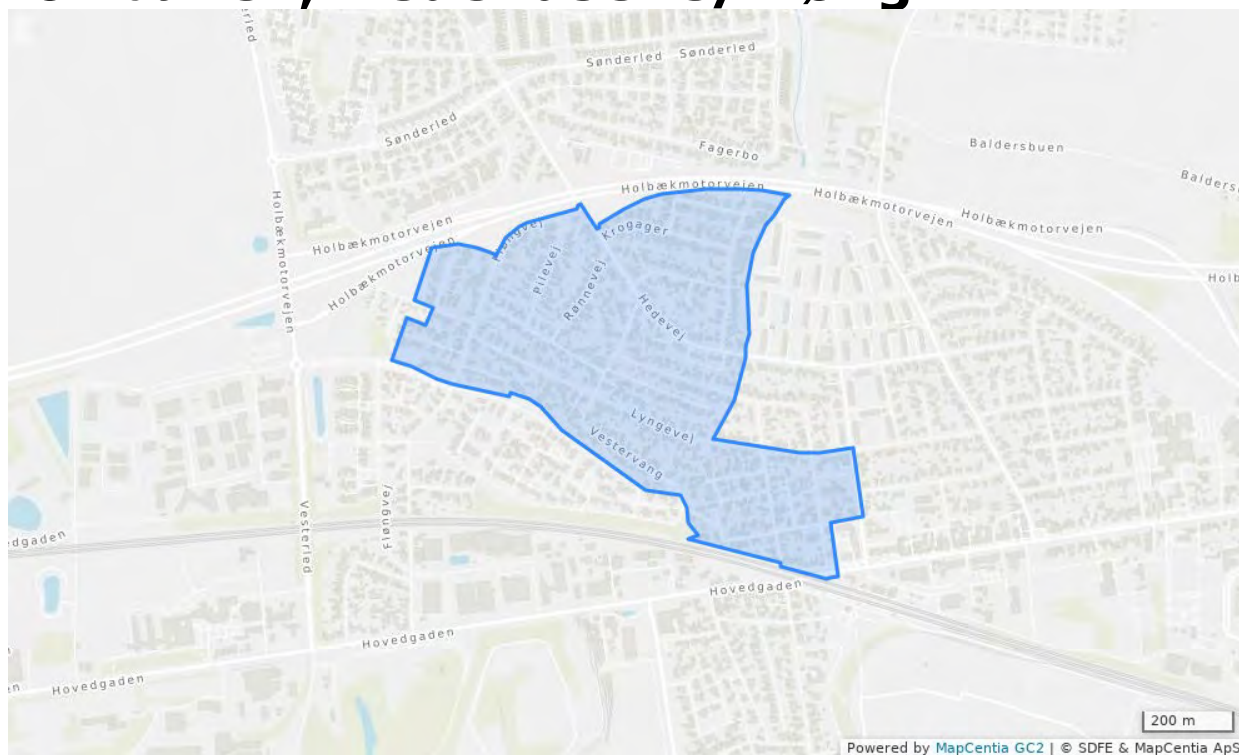 Sønderled Sønderled
Sønderled
Fagerbo
Baldersbuen
Holbækmotorvejen
Holbækmotorvejen
Holbækmotorvejen
Holbækmotorvejen
Holbækmotorvejen
Holbækmotorvejen
Krogager
Pilevej
Rønnevej
Hedevej
Lyngevej
Vestervang
Fløngvej
Vesterled
Hovedgaden
Hovedgaden
Hovedgaden
200 m
Powered by MapCentia GC2 | © SDFE & MapCentia ApS